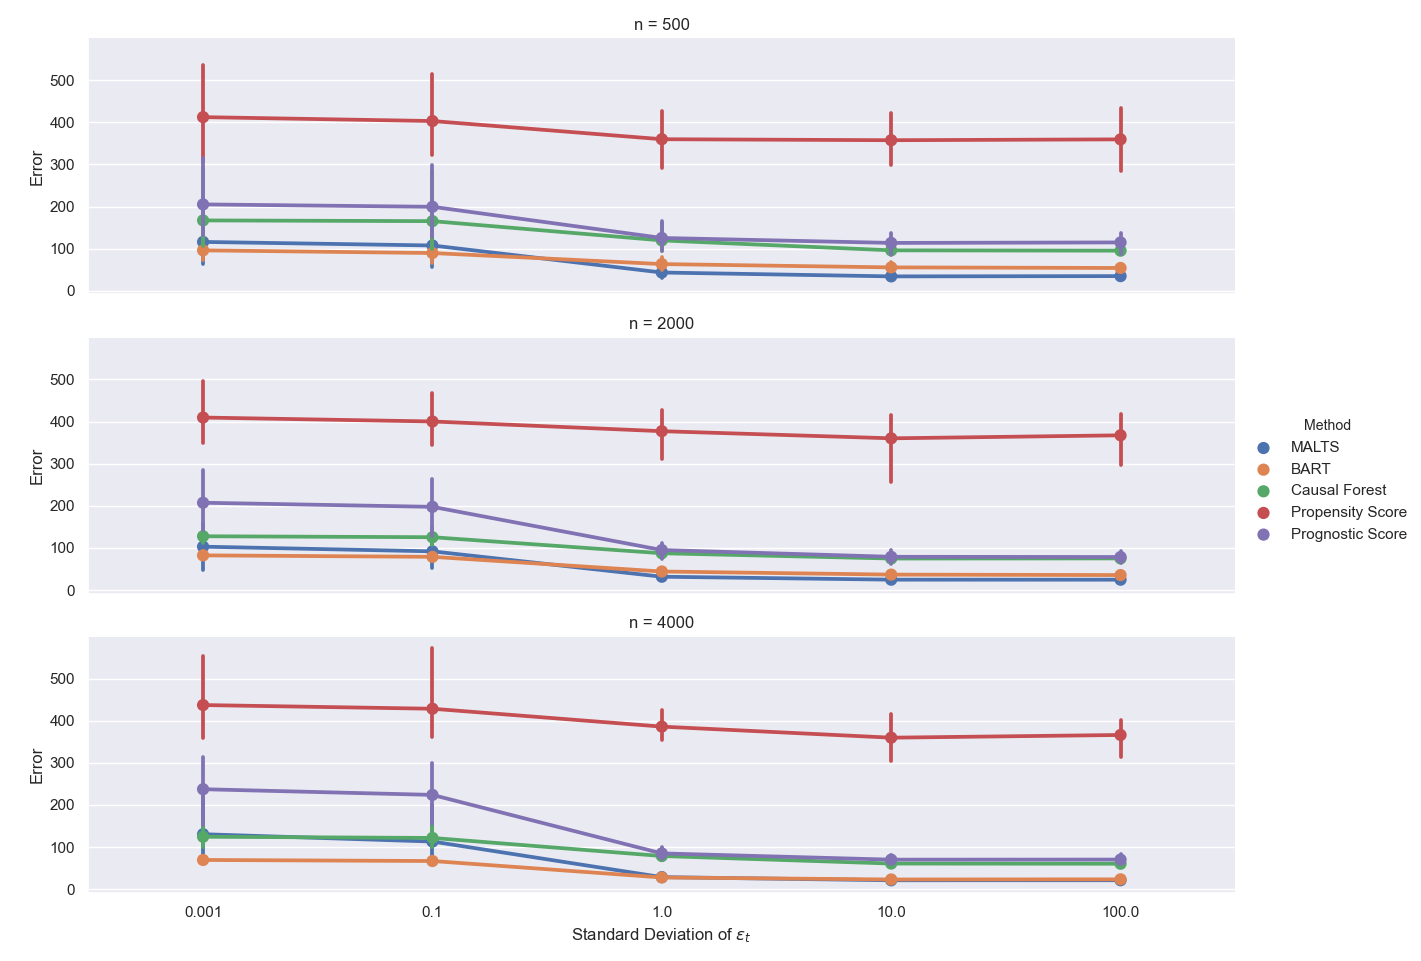 n = 500
500
400
300
200
100
0
Error
n = 2000
500
400
300
200
100
0
Error
Method
MALTS
BART
Causal Forest
Propensity Score
Prognostic Score
n = 4000
500
400
300
200
100
0
Error
0.001 0.1 1.0 10.0 100.0
Standard Deviation of εₜ